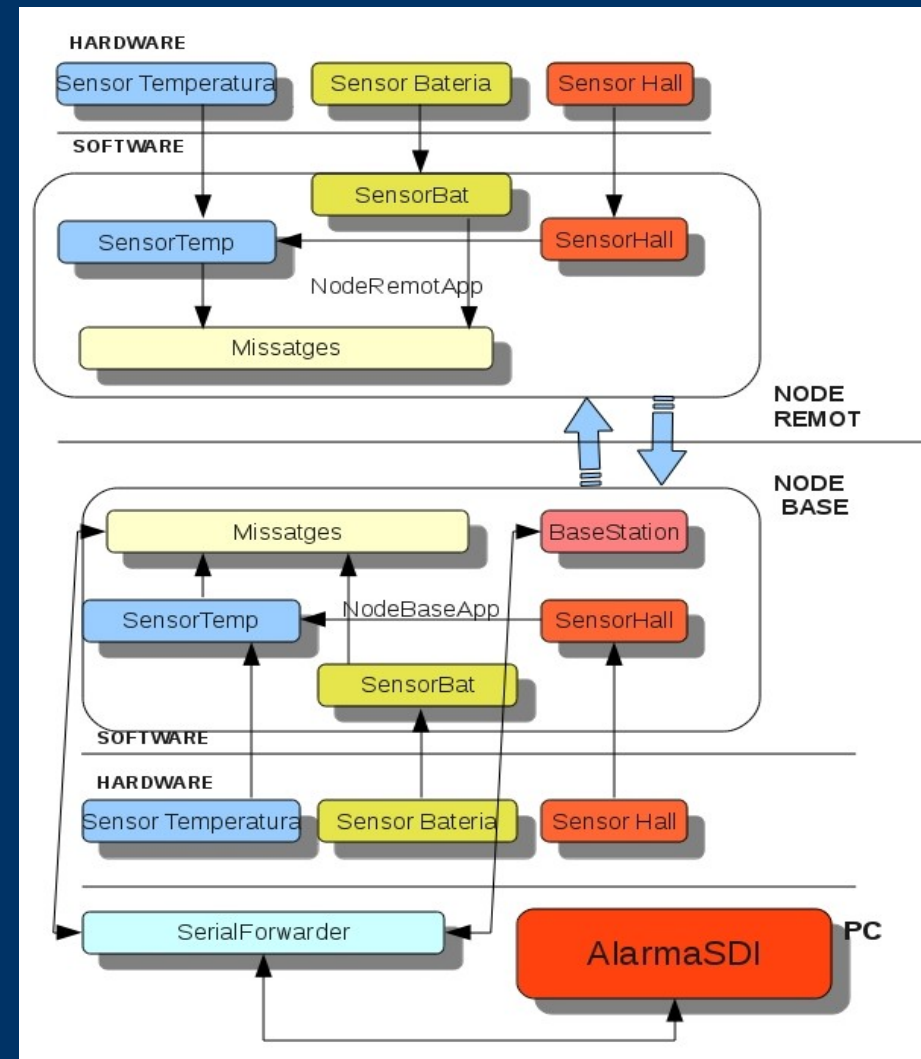 HARDWARE
Sensor Temperatura
Sensor Bateria
Sensor Hall
SOFTWARE
SensorBat
SensorTemp
SensorHall
NodeRemotApp
Missatges
NODE
REMOT
NODE
BASE
Missatges
BaseStation
SensorTemp
NodeBaseApp
SensorHall
SensorBat
SOFTWARE
HARDWARE
Sensor Temperatura
Sensor Bateria
Sensor Hall
SerialForwarder
AlarmaSDI
PC